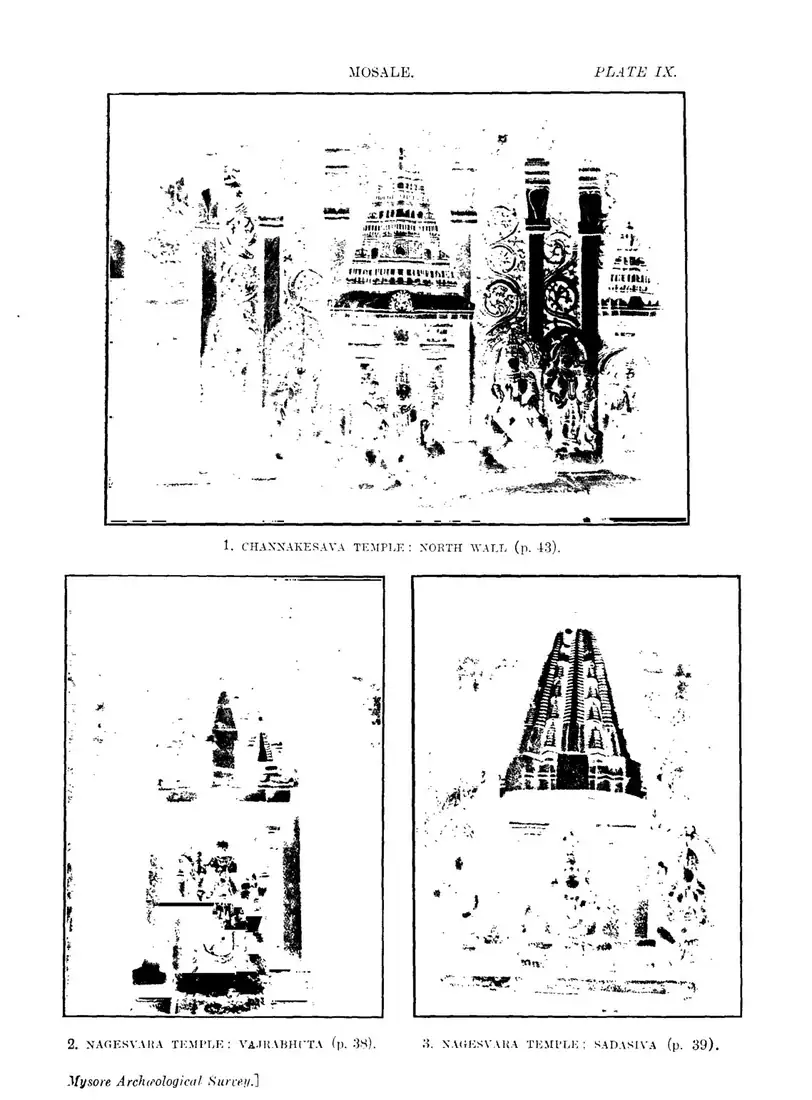 MOSALE.
PLATE IX.
1. CHANNAKESAVA TEMPLE: NORTH WALL (p. 43).
2. NAGESVARA TEMPLE: VAJRABHUTA (p. 38).
3. NAGESVARA TEMPLE: SADASIVA (p. 39).
Mysore Archæological Survey.]